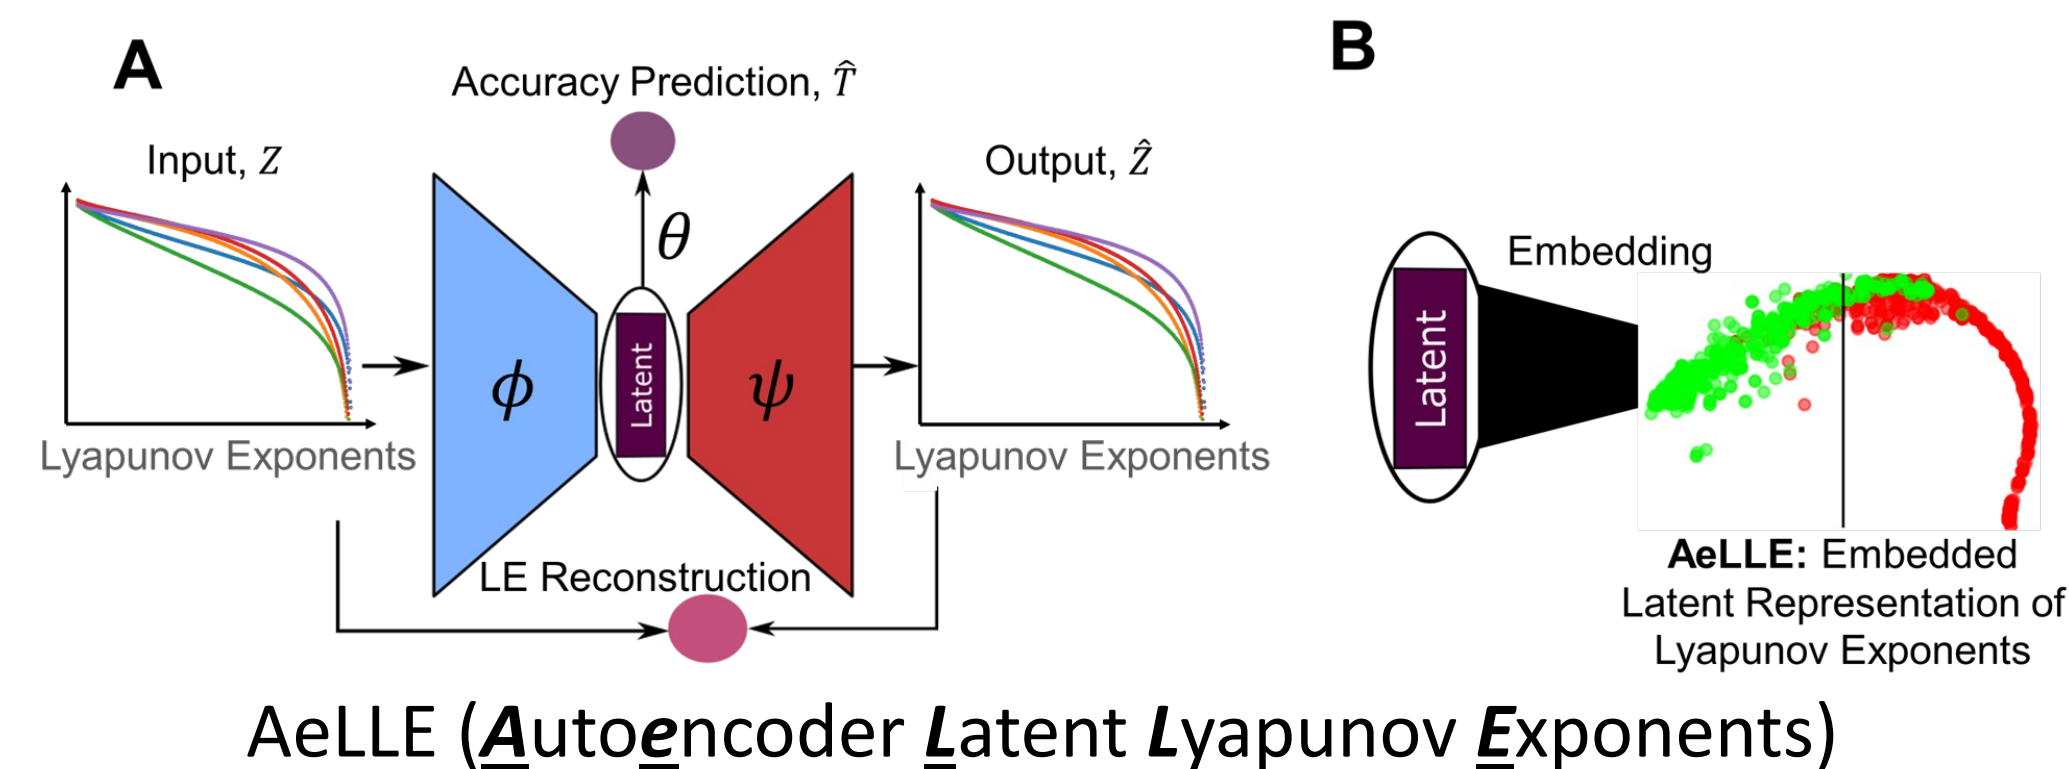 A
Accuracy Prediction, T̂
Input, Z
θ
Output, Ẑ
ϕ
Latent
ψ
Lyapunov Exponents
Lyapunov Exponents
LE Reconstruction
B
Embedding
Latent
AeLLE: Embedded
Latent Representation of
Lyapunov Exponents
AeLLE (Autoencoder Latent Lyapunov Exponents)